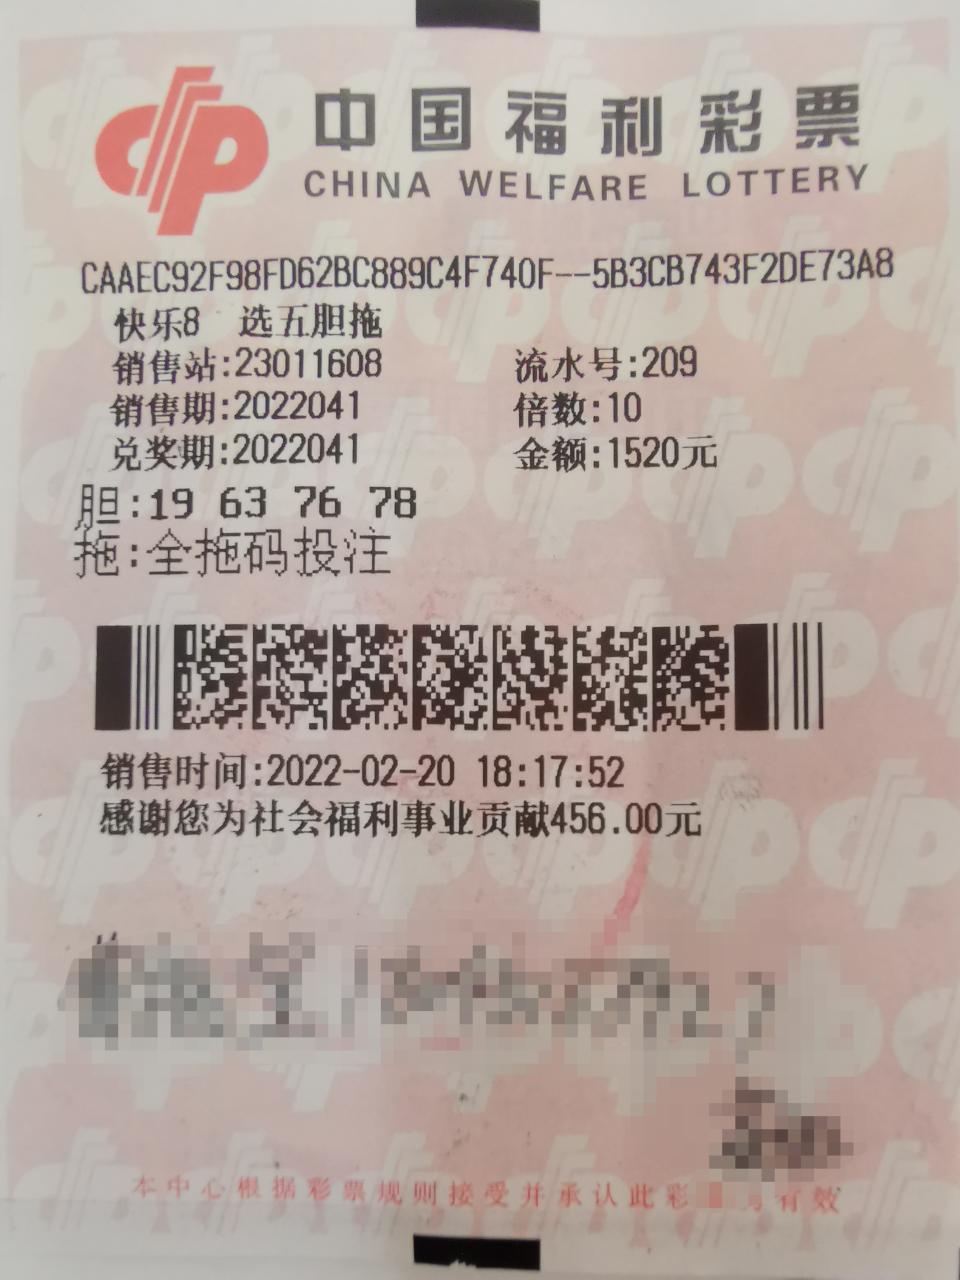 中国福利彩票
CHINA WELFARE LOTTERY
CAAEC92F98FD62BC889C4F740F--5B3CB743F2DE73A8
快乐8 选五胆拖
销售站:23011608 流水号:209
销售期:2022041 倍数:10
兑奖期:2022041 金额:1520元
胆:19 63 76 78
拖:全拖码投注
销售时间:2022-02-20 18:17:52
感谢您为社会福利事业贡献456.00元
本中心根据彩票规则接受并承认此彩 有效